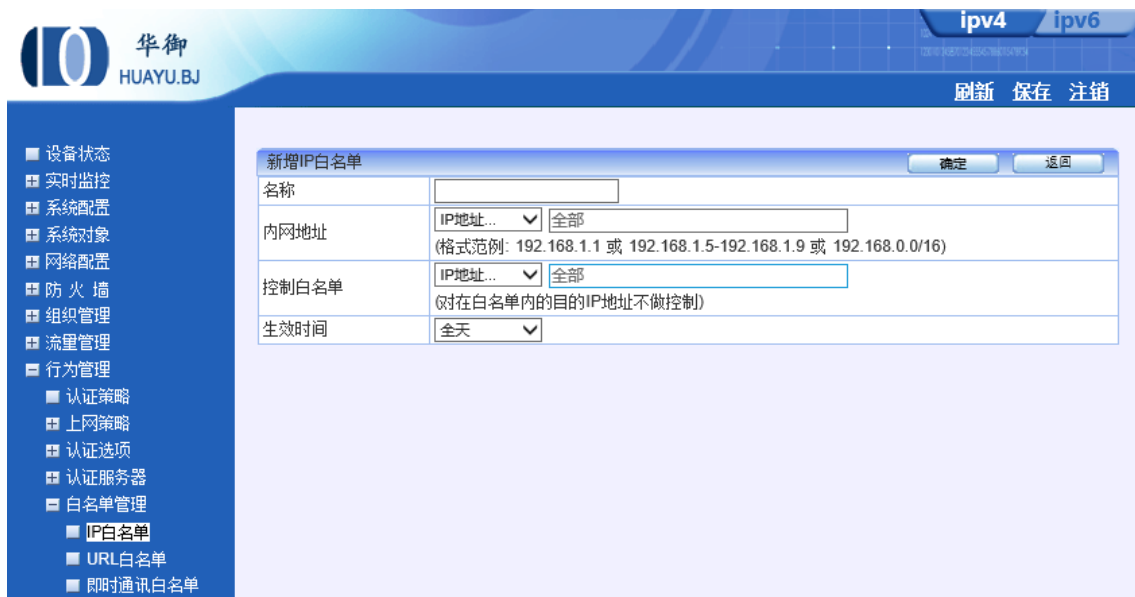 华御
HUAYU.BJ
ipv4
ipv6
刷新 保存 注销
设备状态
实时监控
系统配置
系统对象
网络配置
防 火 墙
组织管理
流量管理
行为管理
认证策略
上网策略
认证选项
认证服务器
白名单管理
IP白名单
URL白名单
即时通讯白名单
新增IP白名单 确定 返回
名称
内网地址 IP地址... 全部
(格式范例: 192.168.1.1 或 192.168.1.5-192.168.1.9 或 192.168.0.0/16)
控制白名单 IP地址... 全部
(对在白名单内的目的IP地址不做控制)
生效时间 全天